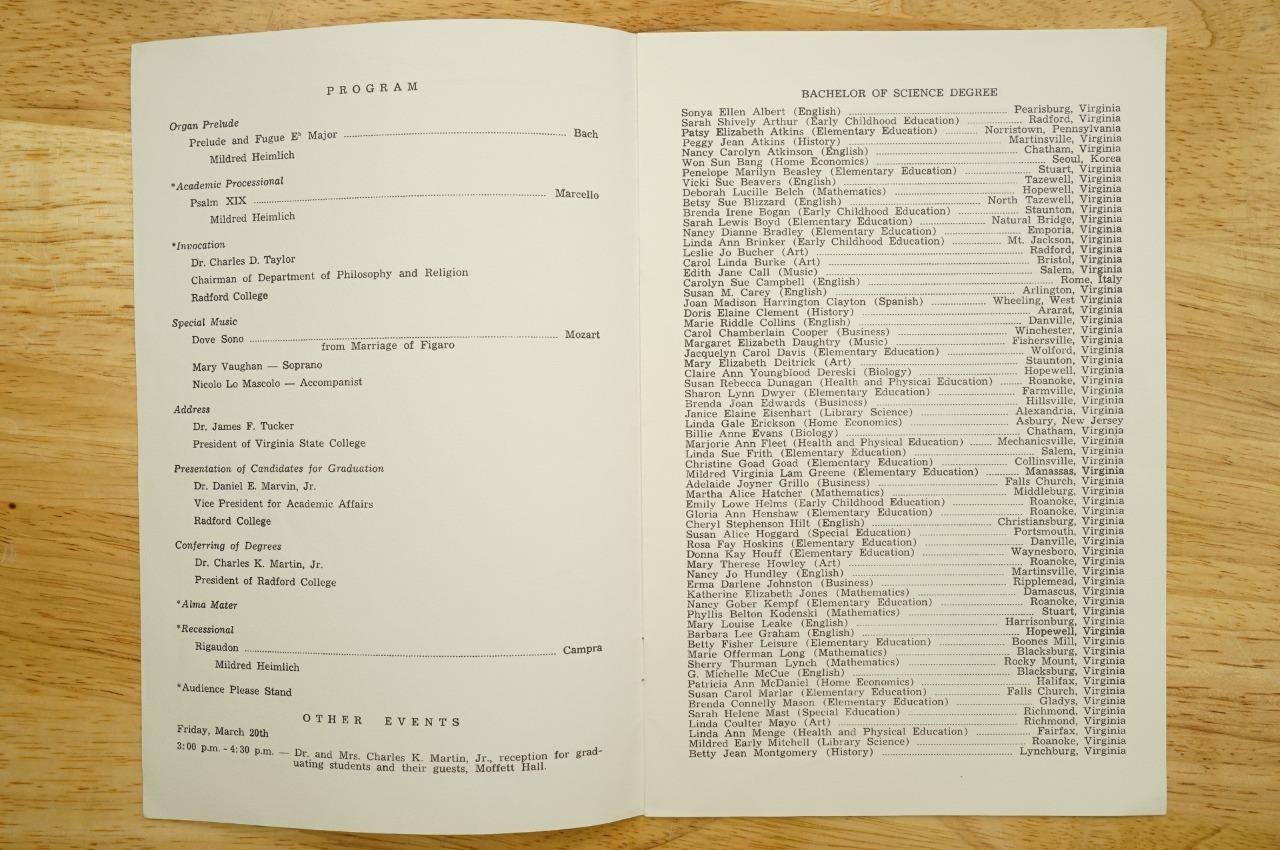 PROGRAM
Organ Prelude
Prelude and Fugue E♭ Major Bach
Mildred Heimlich
*Academic Processional
Psalm XIX Marcello
Mildred Heimlich
*Invocation
Dr. Charles D. Taylor
Chairman of Department of Philosophy and Religion
Radford College
Special Music
Dove Sono Mozart
from Marriage of Figaro
Mary Vaughan — Soprano
Nicolo Lo Mascolo — Accompanist
Address
Dr. James F. Tucker
President of Virginia State College
Presentation of Candidates for Graduation
Dr. Daniel E. Marvin, Jr.
Vice President for Academic Affairs
Radford College
Conferring of Degrees
Dr. Charles K. Martin, Jr.
President of Radford College
*Alma Mater
*Recessional
Rigaudon Campra
Mildred Heimlich
*Audience Please Stand
OTHER EVENTS
Friday, March 20th
3:00 p.m. - 4:30 p.m. — Dr. and Mrs. Charles K. Martin, Jr., reception for grad-
uating students and their guests, Moffett Hall.
BACHELOR OF SCIENCE DEGREE
Sonya Ellen Albert (English) Pearisburg, Virginia
Sarah Shively Arthur (Early Childhood Education) Radford, Virginia
Patsy Elizabeth Atkins (Elementary Education) Norristown, Pennsylvania
Peggy Jean Atkins (History) Martinsville, Virginia
Nancy Carolyn Atkinson (English) Chatham, Virginia
Won Sun Bang (Home Economics) Seoul, Korea
Penelope Marilyn Beasley (Elementary Education) Stuart, Virginia
Vicki Sue Beavers (English) Tazewell, Virginia
Deborah Lucille Belch (Mathematics) Hopewell, Virginia
Betsy Sue Blizzard (English) North Tazewell, Virginia
Brenda Irene Bogan (Early Childhood Education) Staunton, Virginia
Sarah Lewis Boyd (Elementary Education) Natural Bridge, Virginia
Nancy Dianne Bradley (Elementary Education) Emporia, Virginia
Linda Ann Brinker (Early Childhood Education) Mt. Jackson, Virginia
Leslie Jo Bucher (Art) Radford, Virginia
Carol Linda Burke (Art) Bristol, Virginia
Edith Jane Call (Music) Salem, Virginia
Carolyn Sue Campbell (English) Rome, Italy
Susan M. Carey (English) Arlington, Virginia
Joan Madison Harrington Clayton (Spanish) Wheeling, West Virginia
Doris Elaine Clement (History) Ararat, Virginia
Marie Riddle Collins (English) Danville, Virginia
Carol Chamberlain Cooper (Business) Winchester, Virginia
Margaret Elizabeth Daughtry (Music) Fishersville, Virginia
Jacquelyn Carol Davis (Elementary Education) Wolford, Virginia
Mary Elizabeth Deitrick (Art) Staunton, Virginia
Claire Ann Youngblood Dereski (Biology) Hopewell, Virginia
Susan Rebecca Dunagan (Health and Physical Education) Roanoke, Virginia
Sharon Lynn Dwyer (Elementary Education) Farmville, Virginia
Brenda Joan Edwards (Business) Hillsville, Virginia
Janice Elaine Eisenhart (Library Science) Alexandria, Virginia
Linda Gale Erickson (Home Economics) Asbury, New Jersey
Billie Anne Evans (Biology) Chatham, Virginia
Marjorie Ann Fleet (Health and Physical Education) Mechanicsville, Virginia
Linda Sue Frith (Elementary Education) Salem, Virginia
Christine Goad Goad (Elementary Education) Collinsville, Virginia
Mildred Virginia Lam Greene (Elementary Education) Manassas, Virginia
Adelaide Joyner Grillo (Business) Falls Church, Virginia
Martha Alice Hatcher (Mathematics) Middleburg, Virginia
Emily Lowe Helms (Early Childhood Education) Roanoke, Virginia
Gloria Ann Henshaw (Elementary Education) Roanoke, Virginia
Cheryl Stephenson Hilt (English) Christiansburg, Virginia
Susan Alice Hoggard (Special Education) Portsmouth, Virginia
Rosa Fay Hoskins (Elementary Education) Danville, Virginia
Donna Kay Houff (Elementary Education) Waynesboro, Virginia
Mary Therese Howley (Art) Roanoke, Virginia
Nancy Jo Hundley (English) Martinsville, Virginia
Erma Darlene Johnston (Business) Ripplemead, Virginia
Katherine Elizabeth Jones (Mathematics) Damascus, Virginia
Nancy Gober Kempf (Elementary Education) Roanoke, Virginia
Phyllis Belton Kodenski (Mathematics) Stuart, Virginia
Mary Louise Leake (English) Harrisonburg, Virginia
Barbara Lee Graham (English) Hopewell, Virginia
Betty Fisher Leisure (Elementary Education) Boones Mill, Virginia
Marie Offerman Long (Mathematics) Blacksburg, Virginia
Sherry Thurman Lynch (Mathematics) Rocky Mount, Virginia
G. Michelle McCue (English) Blacksburg, Virginia
Patricia Ann McDaniel (Home Economics) Halifax, Virginia
Susan Carol Marlar (Elementary Education) Falls Church, Virginia
Brenda Connelly Mason (Elementary Education) Gladys, Virginia
Sarah Helene Mast (Special Education) Richmond, Virginia
Linda Coulter Mayo (Art) Richmond, Virginia
Linda Ann Menge (Health and Physical Education) Fairfax, Virginia
Mildred Early Mitchell (Library Science) Roanoke, Virginia
Betty Jean Montgomery (History) Lynchburg, Virginia